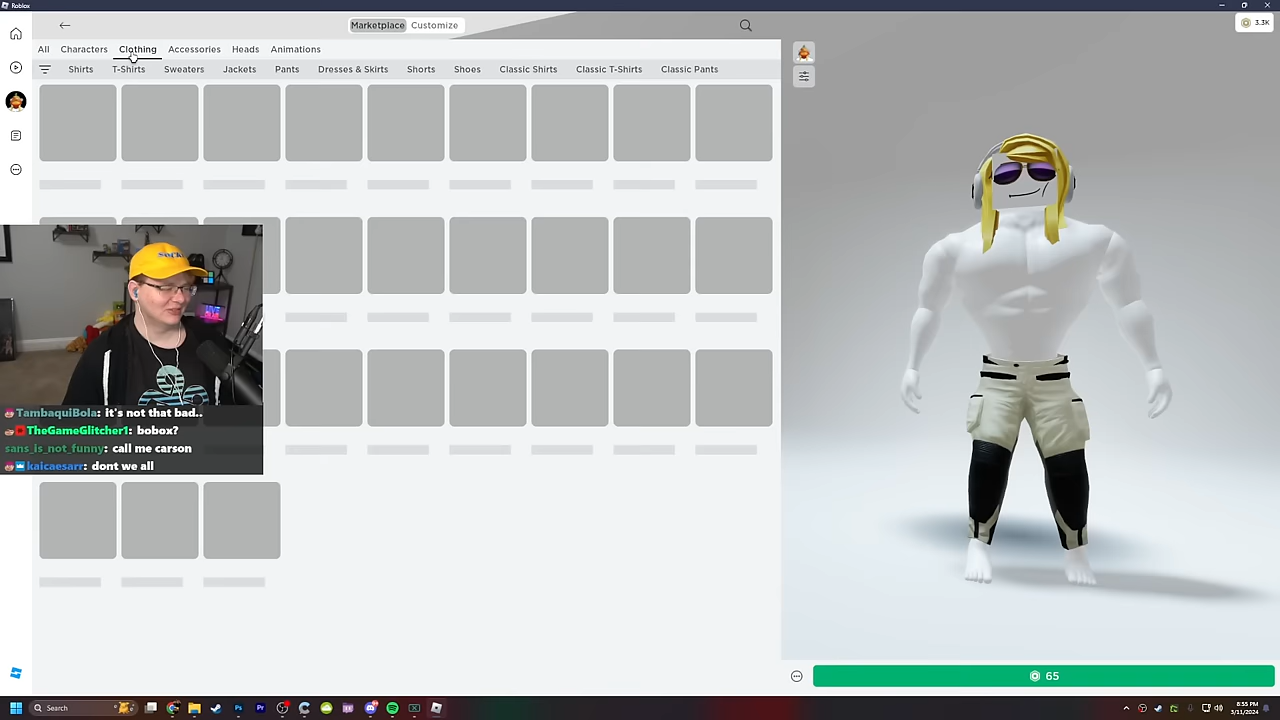 Roblox
Marketplace Customize
3.3K
All Characters Clothing Accessories Heads Animations
Shirts T-Shirts Sweaters Jackets Pants Dresses & Skirts Shorts Shoes Classic Shirts Classic T-Shirts Classic Pants
TambaquiBola: it's not that bad..
TheGameGlitcher1: bobox?
sans_is_not_funny: call me carson
kaicaesarr: dont we all
65
Search
8:55 PM
3/11/2024